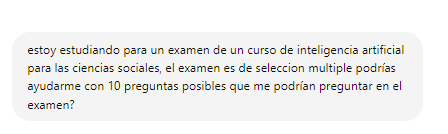 estoy estudiando para un examen de un curso de inteligencia artificial
para las ciencias sociales, el examen es de seleccion multiple podrías
ayudarme con 10 preguntas posibles que me podrían preguntar en el
examen?